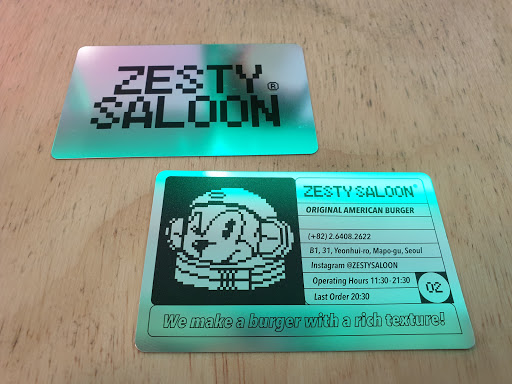 ZESTY®
SALOON
ZESTY SALOON®
ORIGINAL AMERICAN BURGER
(+82) 2.6408.2622
B1, 31, Yeonhui-ro, Mapo-gu, Seoul
Instagram @ZESTYSALOON
Operating Hours 11:30 - 21:30
Last Order 20:30
02
We make a burger with a rich texture!